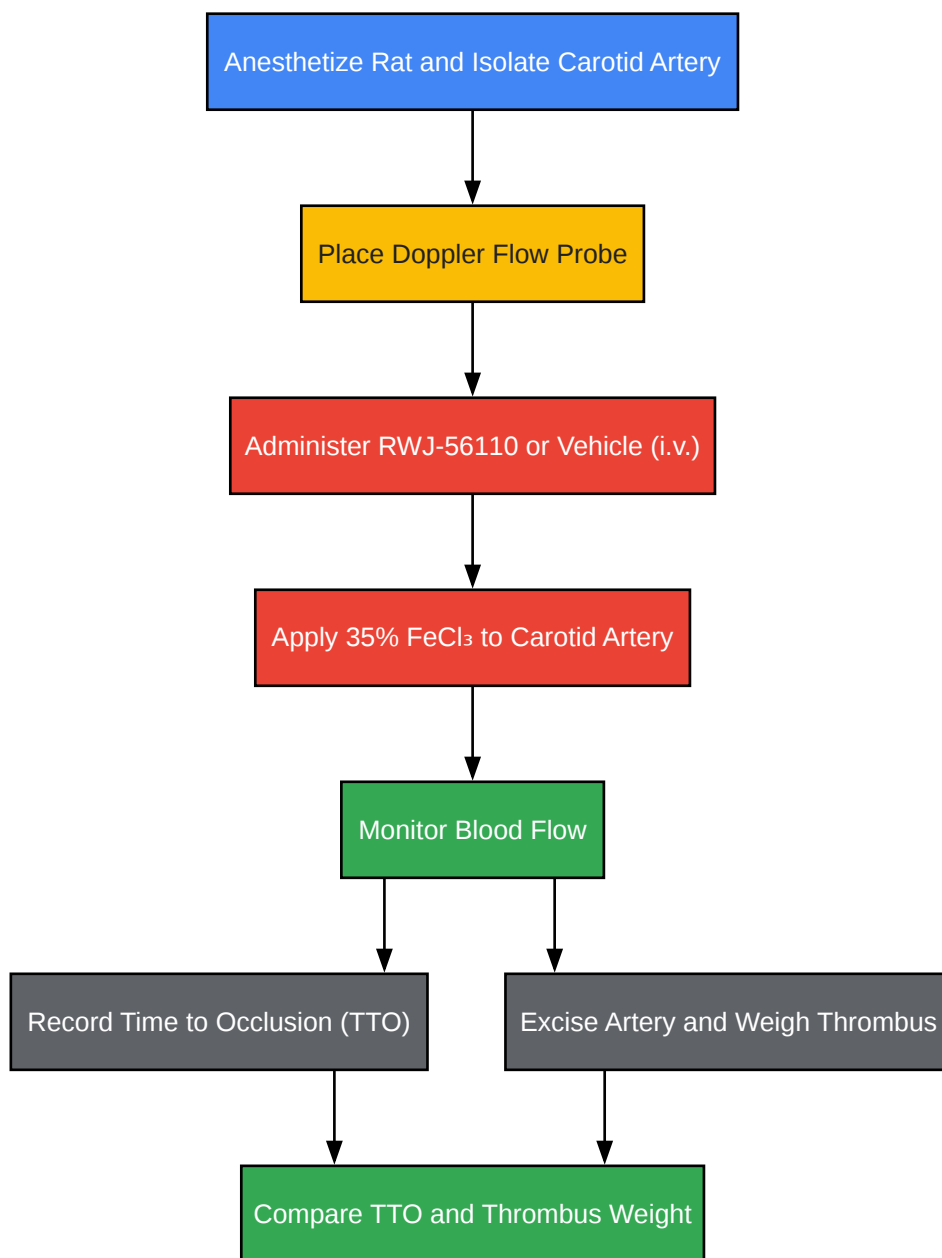 Anesthetize Rat and Isolate Carotid Artery
Place Doppler Flow Probe
Administer RWJ-56110 or Vehicle (i.v.)
Apply 35% FeCl₃ to Carotid Artery
Monitor Blood Flow
Record Time to Occlusion (TTO)
Excise Artery and Weigh Thrombus
Compare TTO and Thrombus Weight